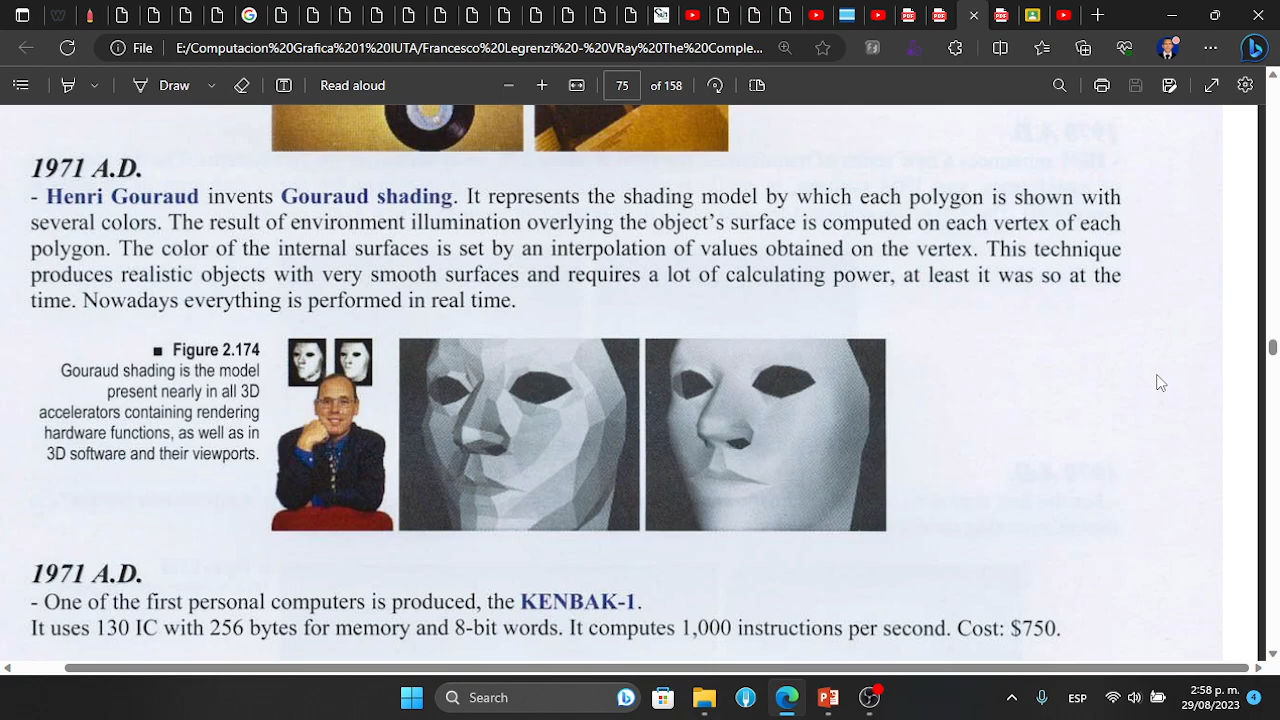 File
E/Computacion%20Grafica%201%20IUTA/Francesco%20Legrenzi%20-%20VRay%20The%20Comple...
Draw
Read aloud
75
of 158
1971 A.D.
- Henri Gouraud invents Gouraud shading. It represents the shading model by which each polygon is shown with
several colors. The result of environment illumination overlying the object's surface is computed on each vertex of each
polygon. The color of the internal surfaces is set by an interpolation of values obtained on the vertex. This technique
produces realistic objects with very smooth surfaces and requires a lot of calculating power, at least it was so at the
time. Nowadays everything is performed in real time.
■ Figure 2.174
Gouraud shading is the model
present nearly in all 3D
accelerators containing rendering
hardware functions, as well as in
3D software and their viewports.
1971 A.D.
- One of the first personal computers is produced, the KENBAK-1.
It uses 130 IC with 256 bytes for memory and 8-bit words. It computes 1,000 instructions per second. Cost: $750.
Search
ESP
2:58 p. m.
29/08/2023
4